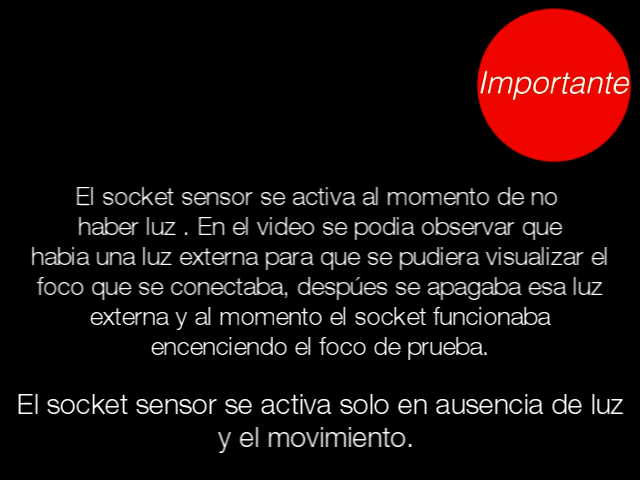 Importante
El socket sensor se activa al momento de no
haber luz . En el video se podia observar que
habia una luz externa para que se pudiera visualizar el
foco que se conectaba, despúes se apagaba esa luz
externa y al momento el socket funcionaba
encenciendo el foco de prueba.
El socket sensor se activa solo en ausencia de luz
y el movimiento.